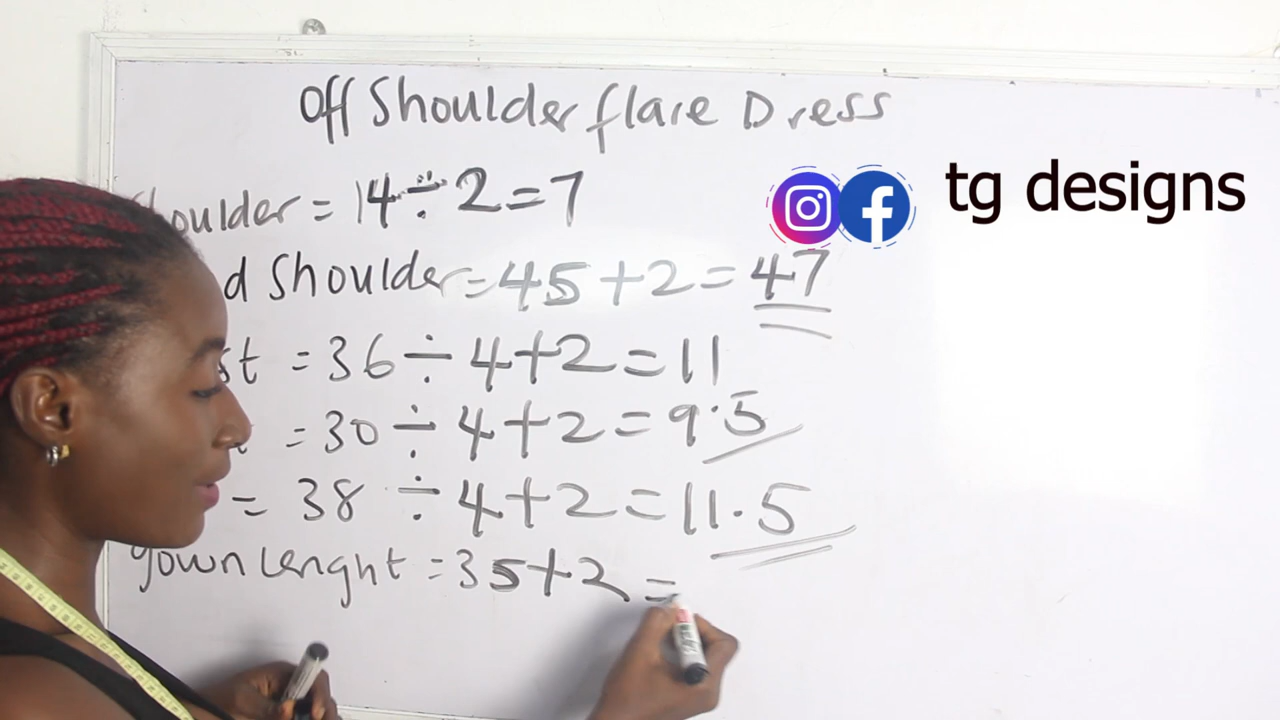 Off Shoulder flare Dress
tg designs
Shoulder = 14 ÷ 2 = 7
d Shoulder = 45 + 2 = 47
st = 36 ÷ 4 + 2 = 11
= 30 ÷ 4 + 2 = 9.5
= 38 ÷ 4 + 2 = 11.5
gown lenght = 35 + 2 =